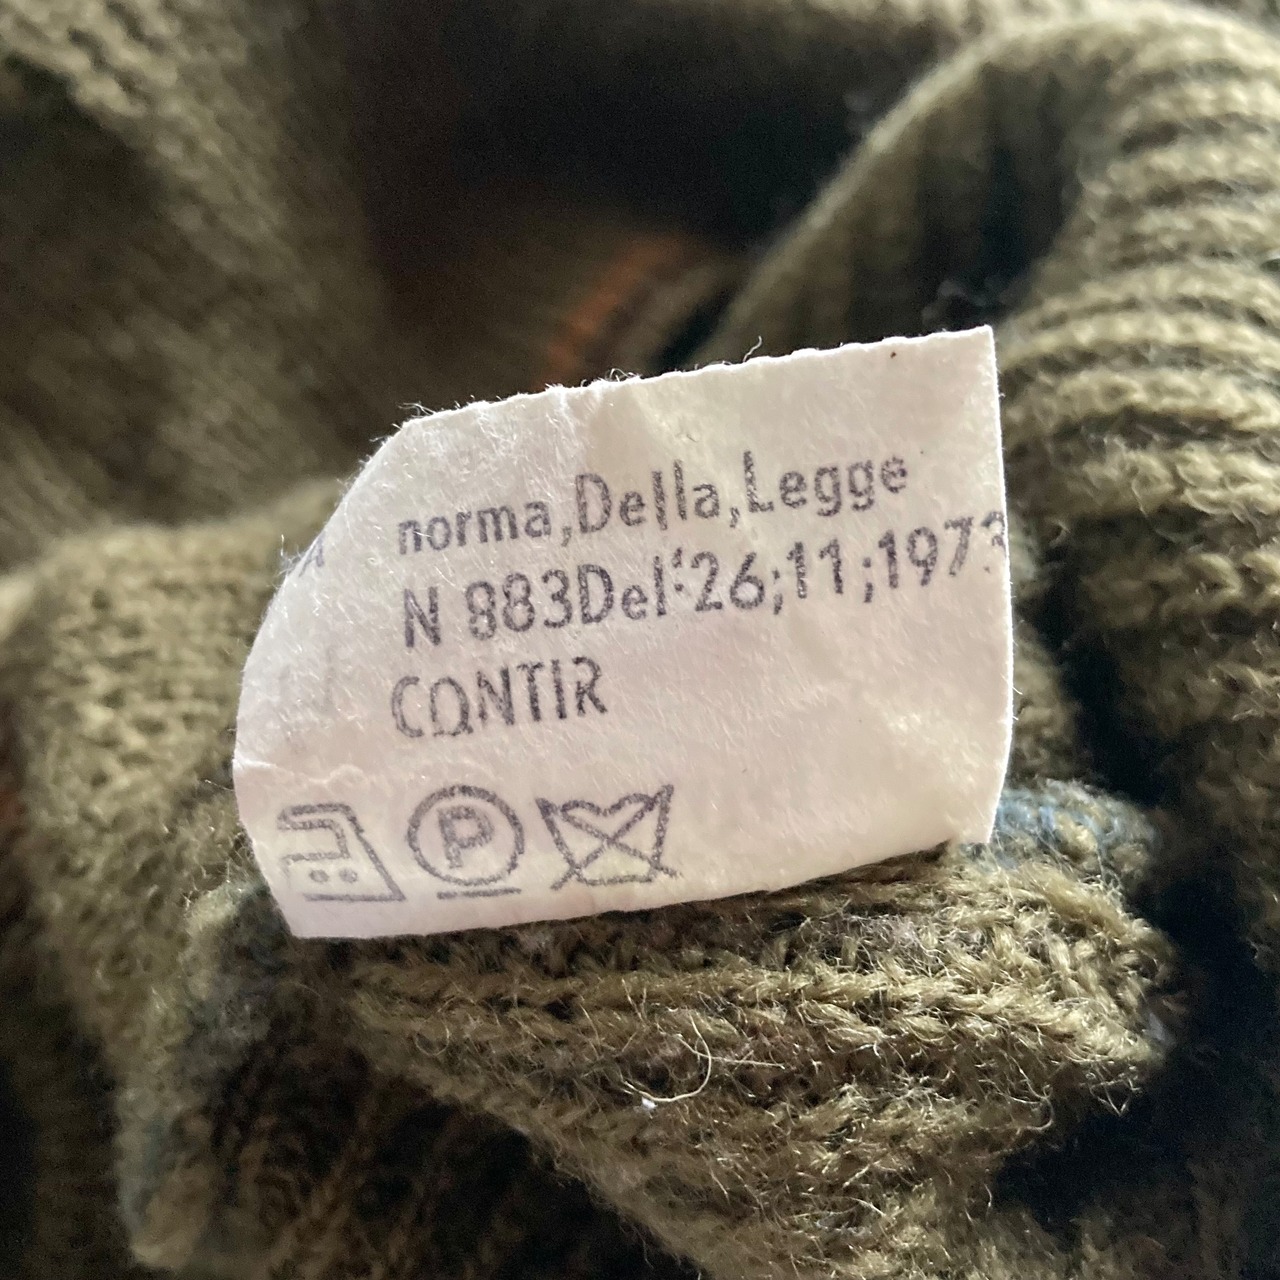 norma,Della,Legge
N 883Del'26;11;1973
CONTIR
P